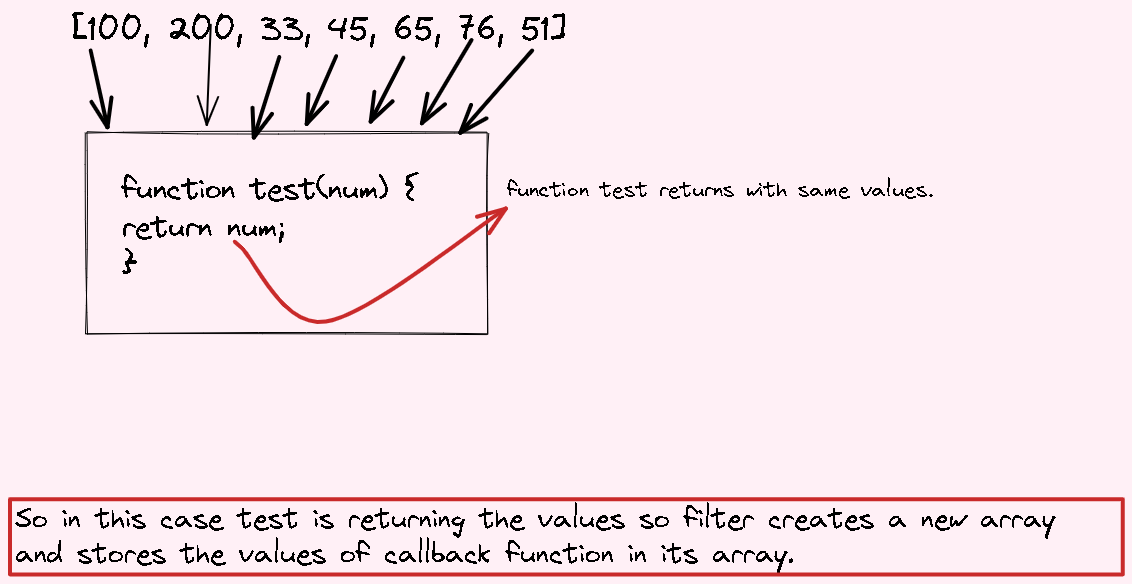 [100, 200, 33, 45, 65, 76, 51]
function test(num) {
return num;
}
function test returns with same values.
So in this case test is returning the values so filter creates a new array
and stores the values of callback function in its array.